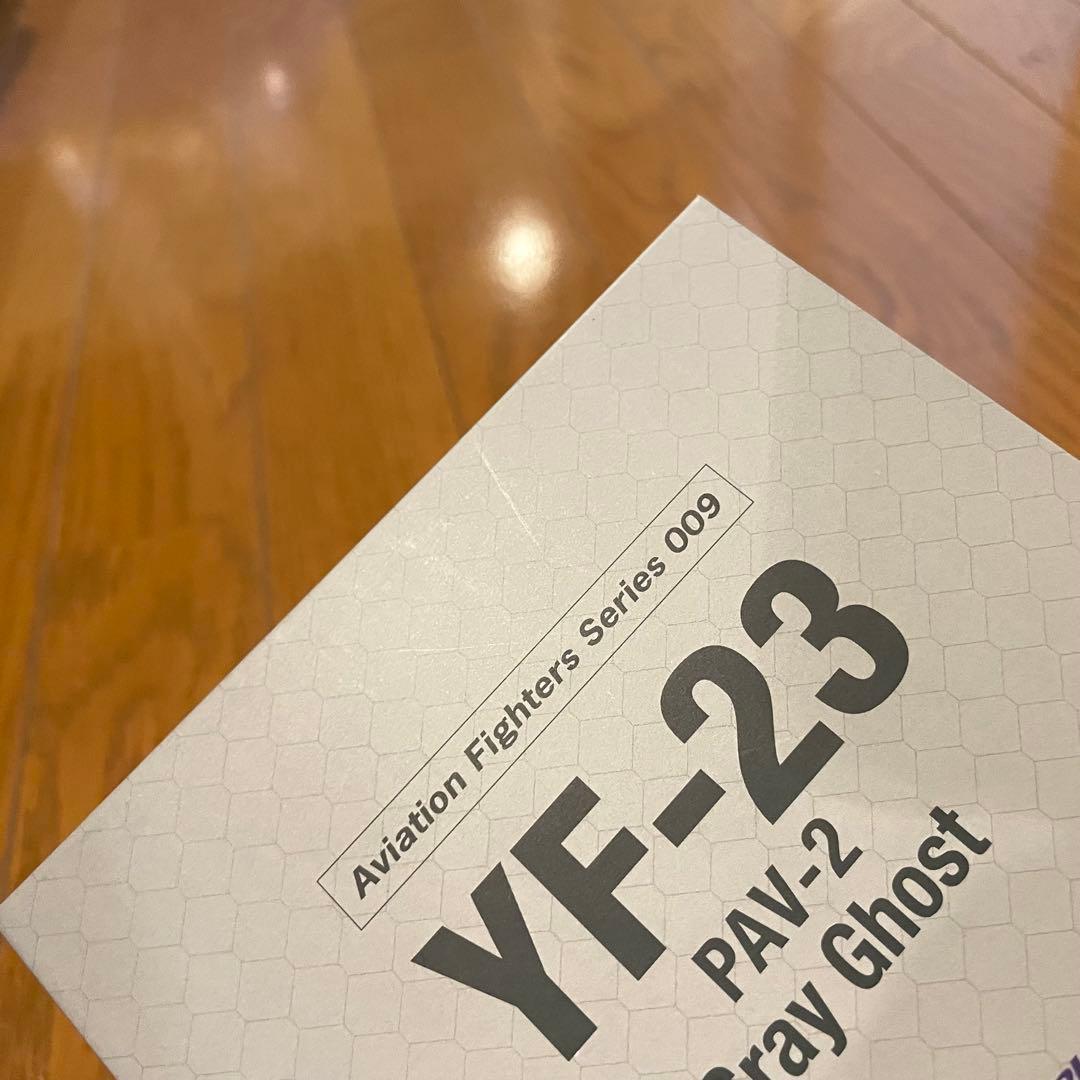 Aviation Fighters Series 009
YF-23
PAV-2
Gray Ghost